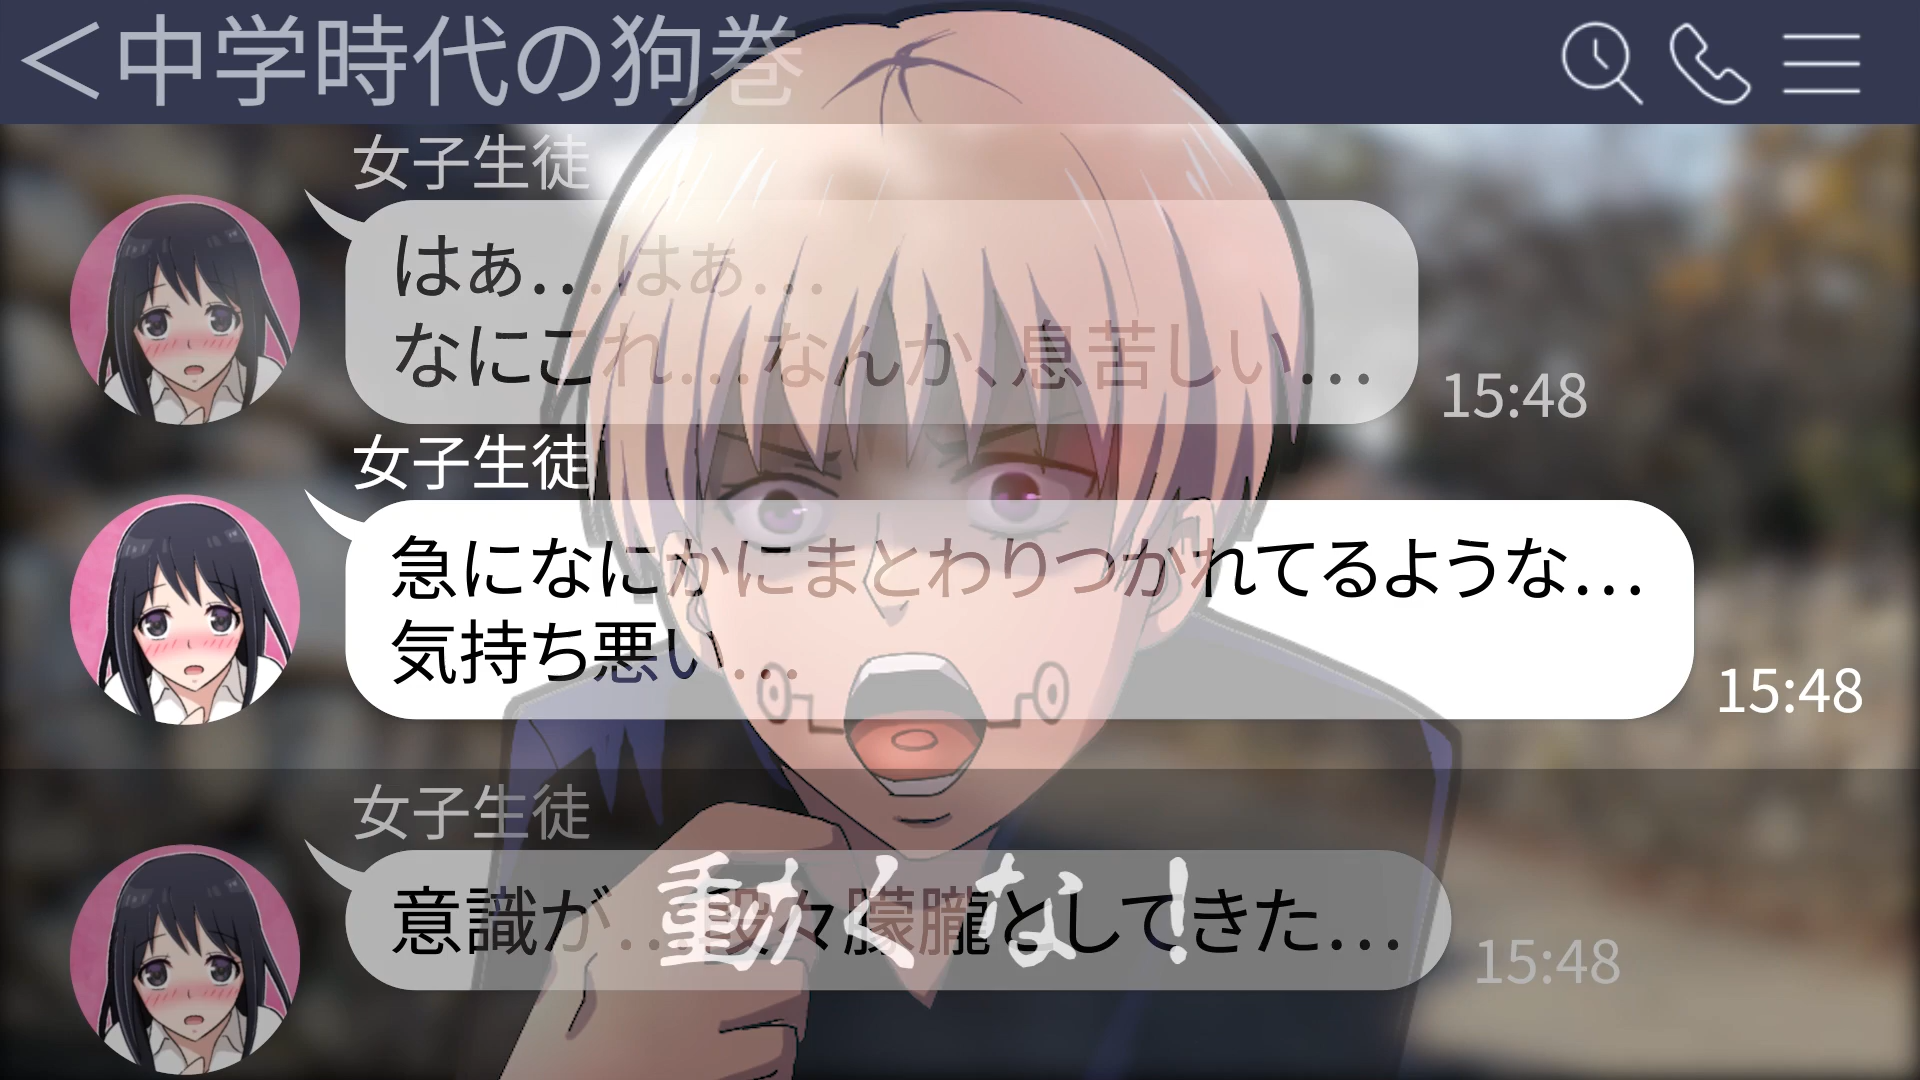 ＜中学時代の狗巻
女子生徒
はぁ…はぁ…
なにこれ…なんか、息苦しい…
15:48
女子生徒
急になにかにまとわりつかれてるような…
気持ち悪い…
15:48
女子生徒
意識が…段々朦朧としてきた…
動くな！
15:48